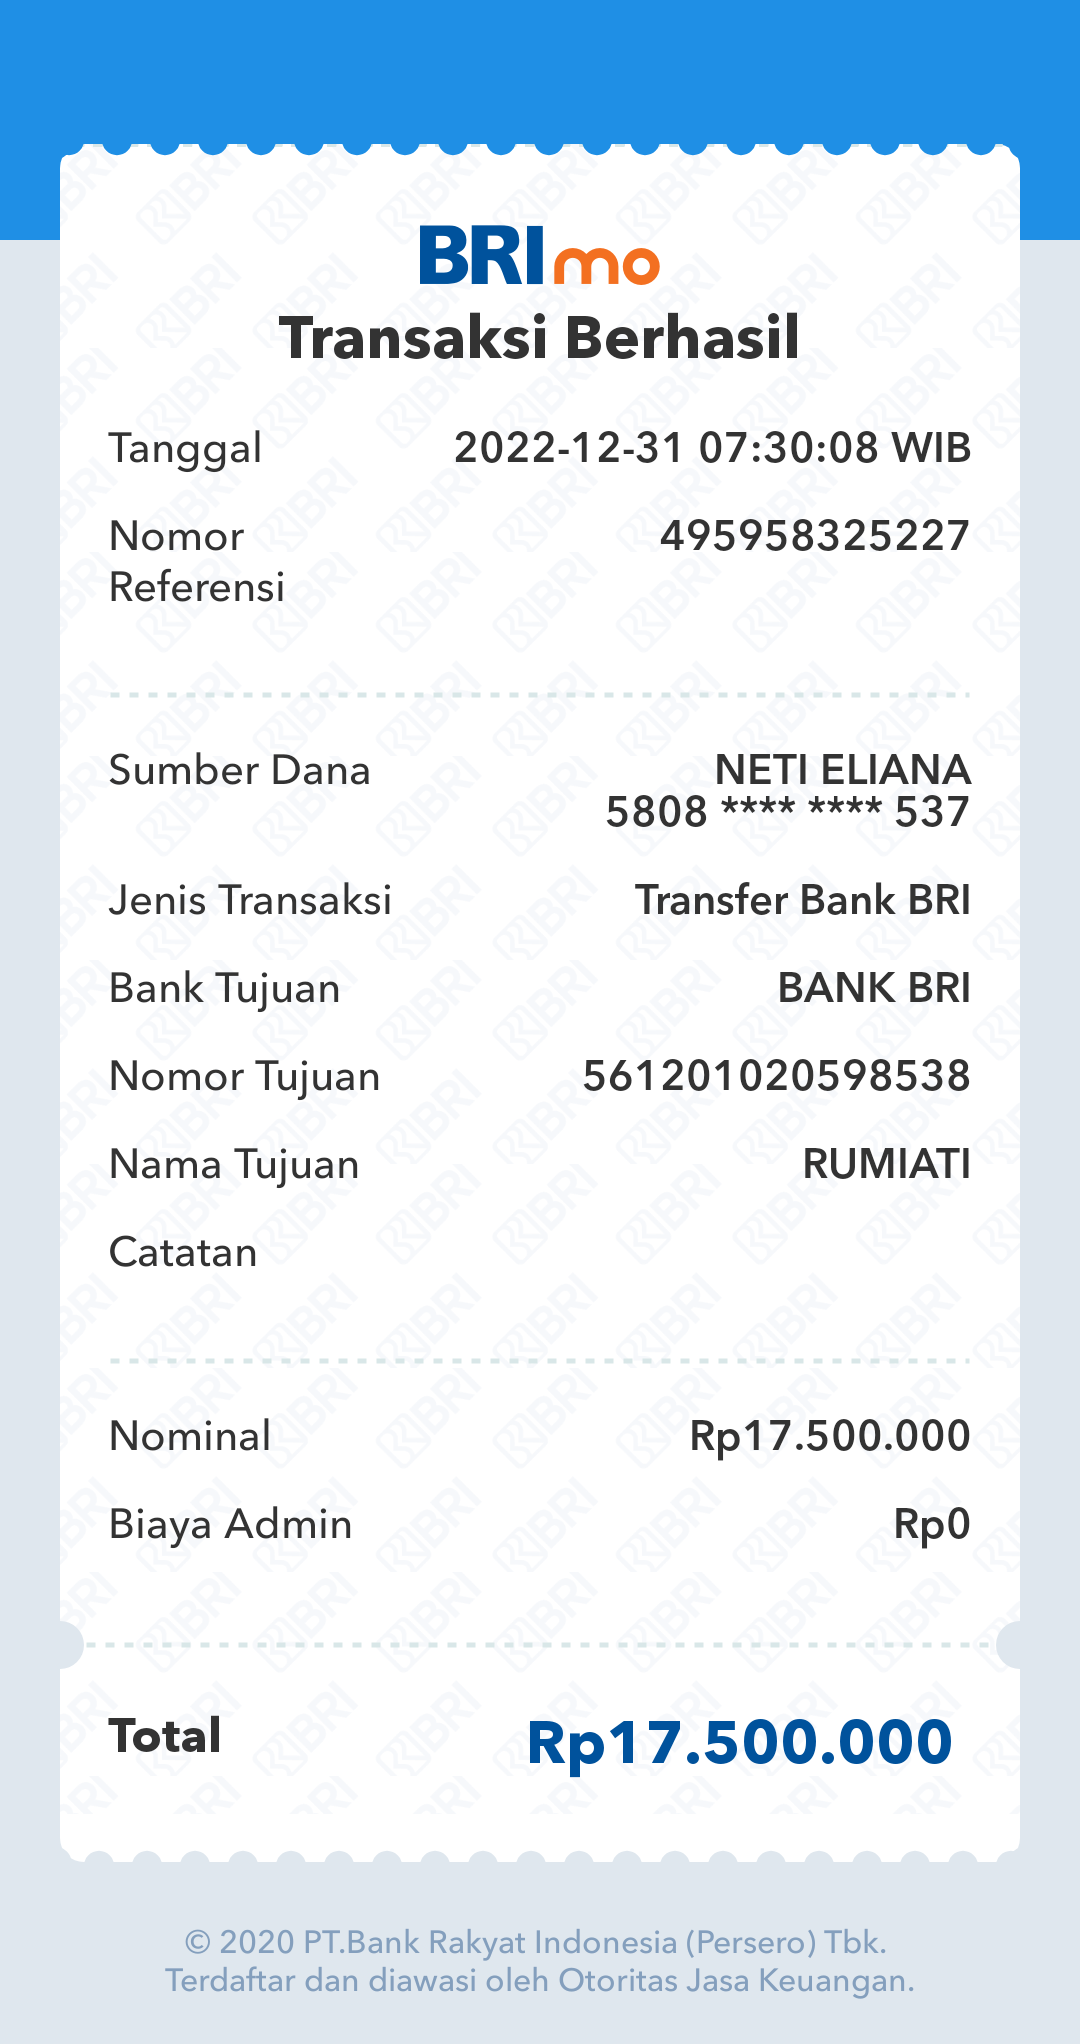 BRImo
Transaksi Berhasil
Tanggal 2022-12-31 07:30:08 WIB
Nomor Referensi 495958325227
Sumber Dana NETI ELIANA
5808 **** **** 537
Jenis Transaksi Transfer Bank BRI
Bank Tujuan BANK BRI
Nomor Tujuan 561201020598538
Nama Tujuan RUMIATI
Catatan
Nominal Rp17.500.000
Biaya Admin Rp0
Total Rp17.500.000
© 2020 PT.Bank Rakyat Indonesia (Persero) Tbk.
Terdaftar dan diawasi oleh Otoritas Jasa Keuangan.